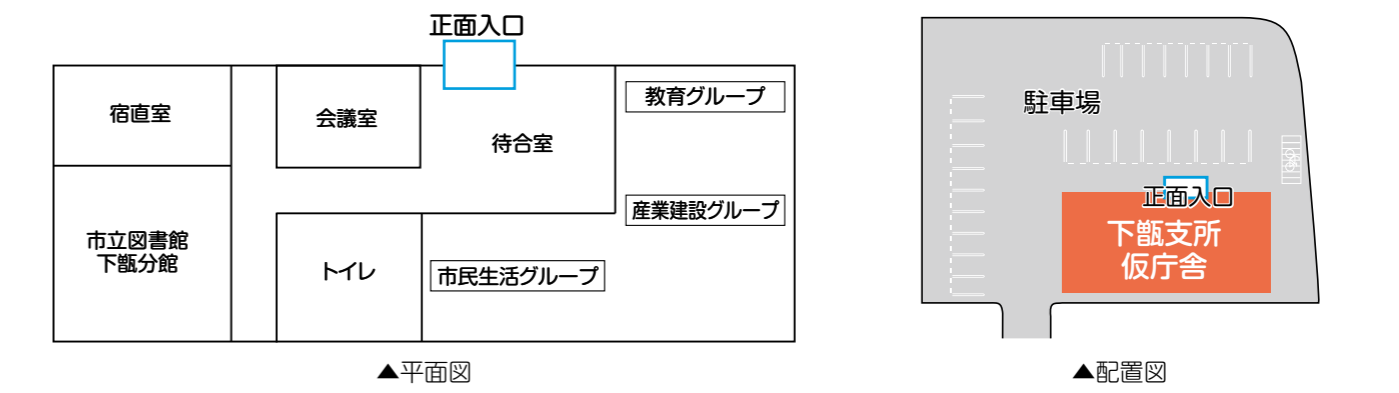 正面入口
宿直室
会議室
待合室
教育グループ
産業建設グループ
市立図書館
下甑分館
トイレ
市民生活グループ
▲平面図
駐車場
正面入口
下甑支所
仮庁舎
▲配置図